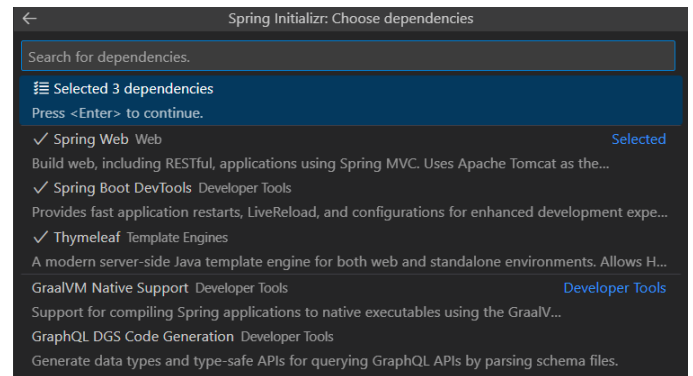 Spring Initializr: Choose dependencies
Search for dependencies.
Selected 3 dependencies
Press <Enter> to continue.
Spring Web Web Selected
Build web, including RESTful, applications using Spring MVC. Uses Apache Tomcat as the...
Spring Boot DevTools Developer Tools
Provides fast application restarts, LiveReload, and configurations for enhanced development expe...
Thymeleaf Template Engines
A modern server-side Java template engine for both web and standalone environments. Allows H...
GraalVM Native Support Developer Tools Developer Tools
Support for compiling Spring applications to native executables using the GraalV...
GraphQL DGS Code Generation Developer Tools
Generate data types and type-safe APIs for querying GraphQL APIs by parsing schema files.